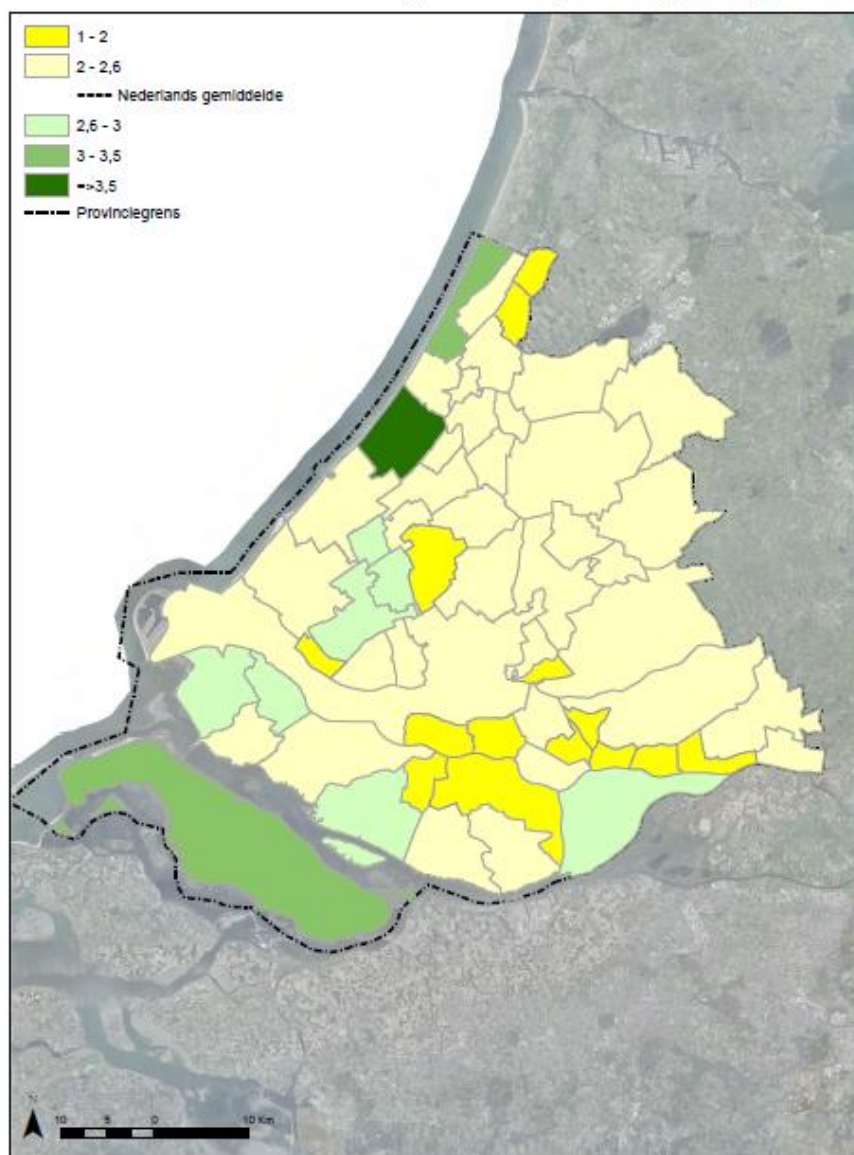 1 - 2
2 - 2,6
Nederlands gemiddelde
2,6 - 3
3 - 3,5
=>3,5
Provinciegrens
N
10 5 0 10 Km